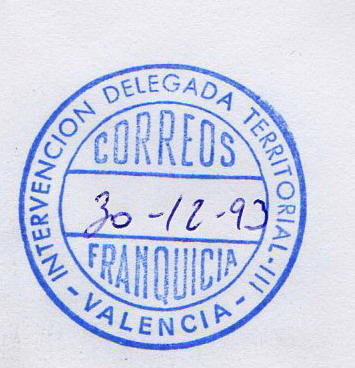 INTERVENCION DELEGADA TERRITORIAL-III
CORREOS
30-12-93
FRANQUICIA
- VALENCIA -